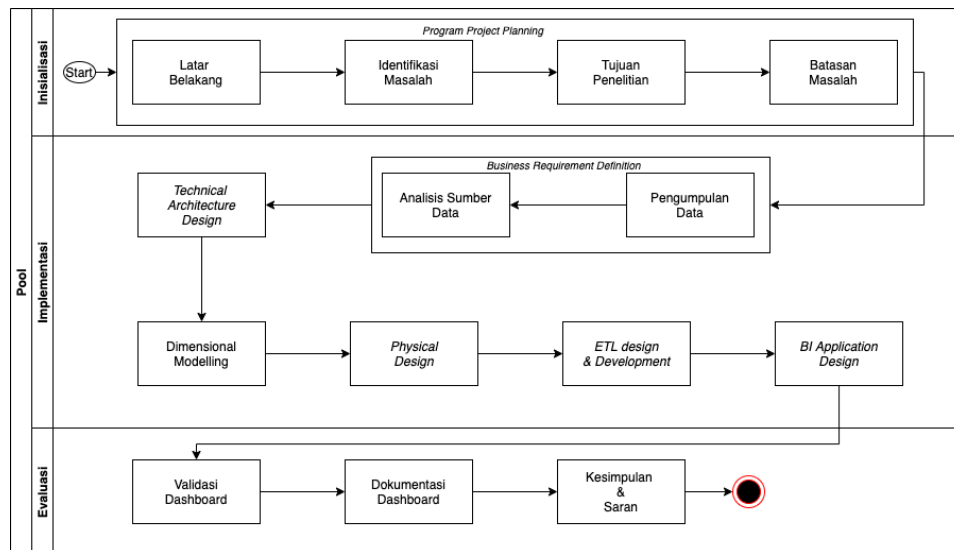 Pool
Inisialisasi
Program Project Planning
Start
Latar
Belakang
Identifikasi
Masalah
Tujuan
Penelitian
Batasan
Masalah
Implementasi
Business Requirement Definition
Technical
Architecture
Design
Analisis Sumber
Data
Pengumpulan
Data
Dimensional
Modelling
Physical
Design
ETL design
& Development
BI Application
Design
Evaluasi
Validasi
Dashboard
Dokumentasi
Dashboard
Kesimpulan
&
Saran